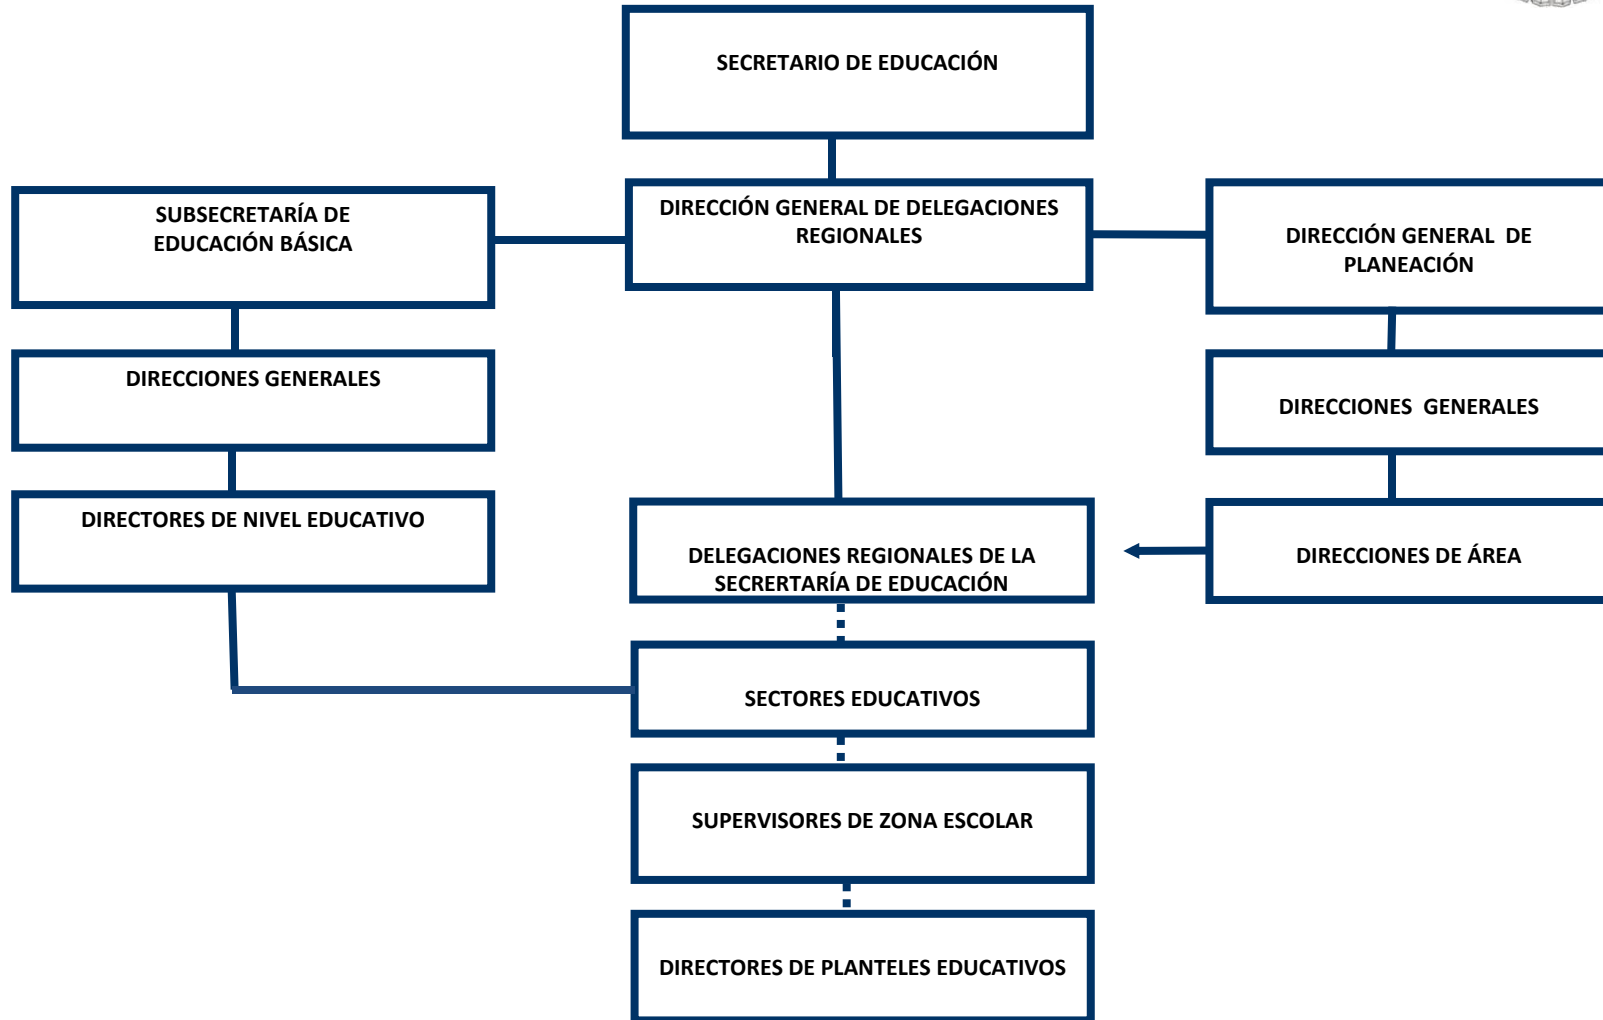 SECRETARIO DE EDUCACIÓN
SUBSECRETARÍA DE
EDUCACIÓN BÁSICA
DIRECCIÓN GENERAL DE DELEGACIONES
REGIONALES
DIRECCIÓN GENERAL  DE
PLANEACIÓN
DIRECCIONES GENERALES
DIRECCIONES  GENERALES
DIRECTORES DE NIVEL EDUCATIVO
DELEGACIONES REGIONALES DE LA
SECRERTARÍA DE EDUCACIÓN
DIRECCIONES DE ÁREA
SECTORES EDUCATIVOS
SUPERVISORES DE ZONA ESCOLAR
DIRECTORES DE PLANTELES EDUCATIVOS